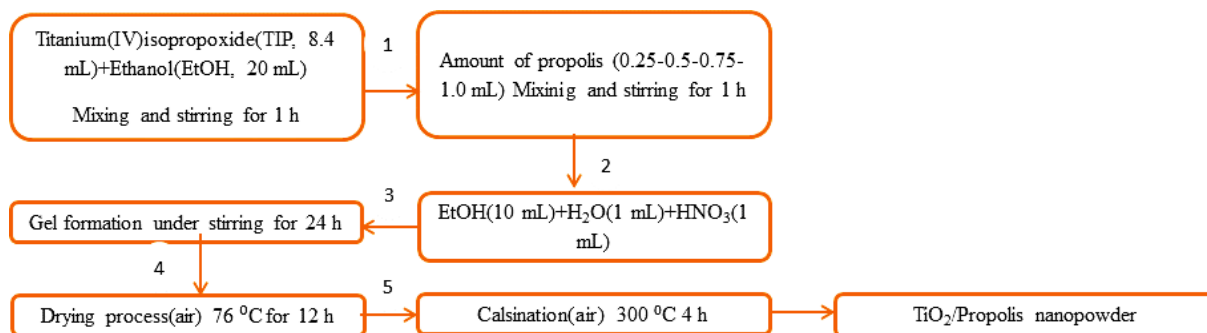 Titanium(IV)isopropoxide(TIP, 8.4
mL)+Ethanol(EtOH, 20 mL)
Mixing and stirring for 1 h
1
Amount of propolis (0.25-0.5-0.75-
1.0 mL) Mixinig and stirring for 1 h
2
EtOH(10 mL)+H₂O(1 mL)+HNO₃(1
mL)
3
Gel formation under stirring for 24 h
4
Drying process(air) 76 ⁰C for 12 h
5
Calsination(air) 300 ⁰C 4 h
TiO₂/Propolis nanopowder